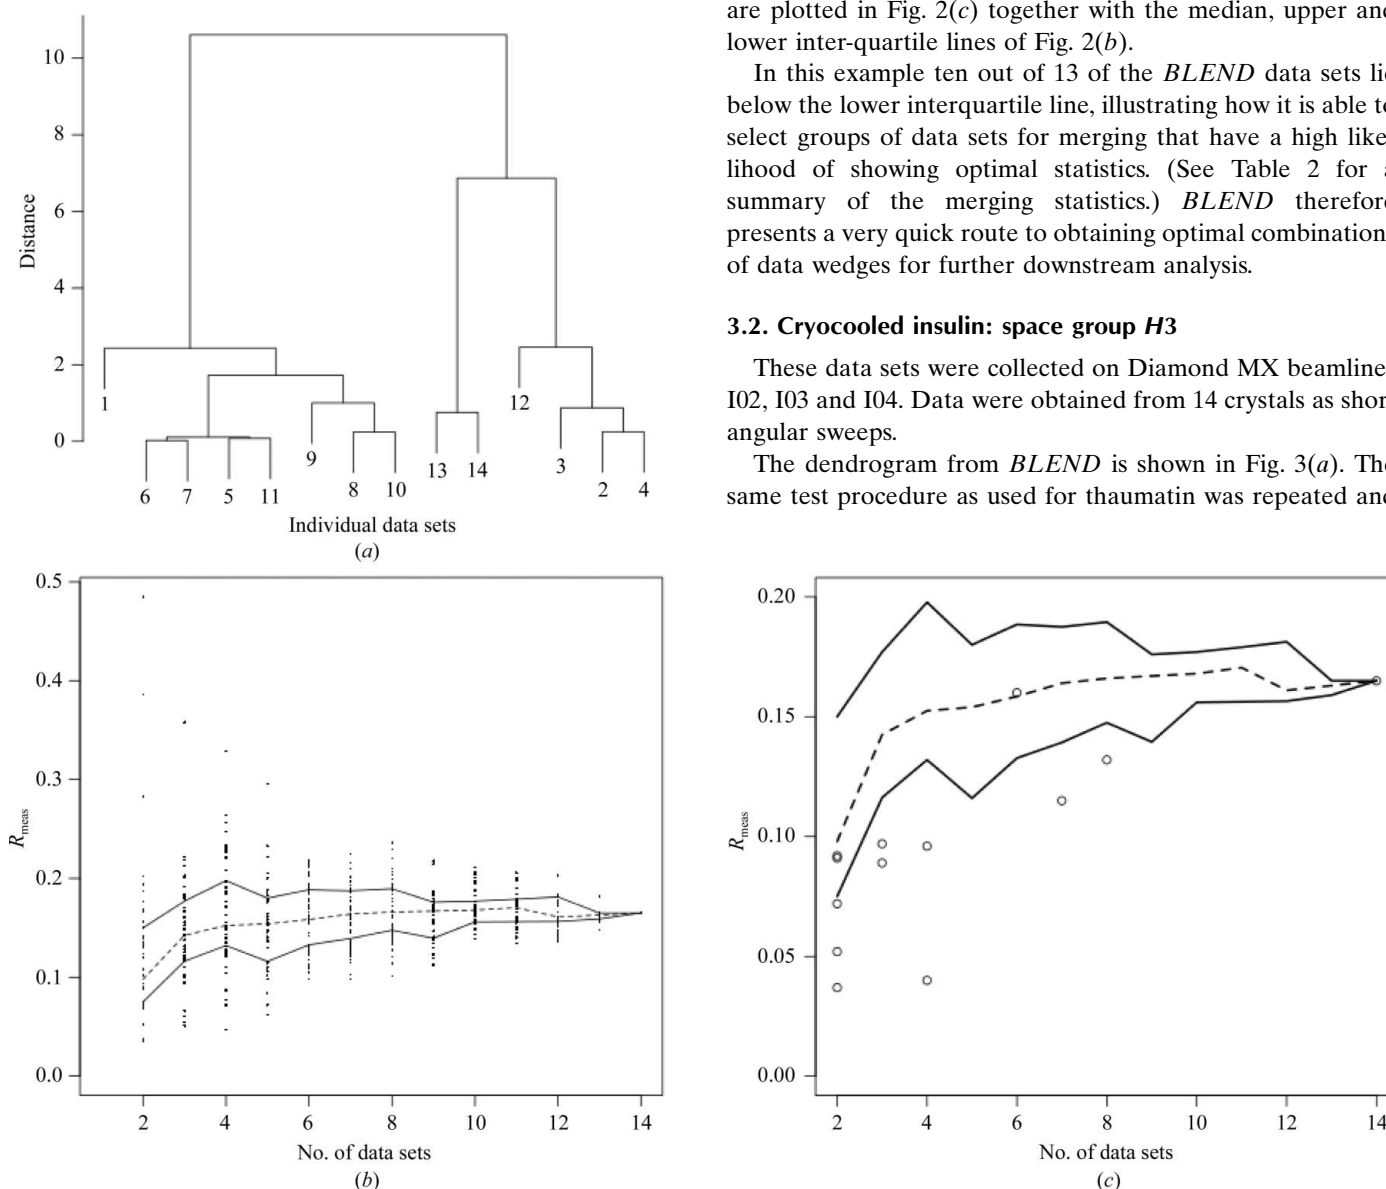 10
8
6
4
2
0
Distance
1
12
9
13
14
3
6
7
5
11
8
10
2
4
Individual data sets
(a)
are plotted in Fig. 2(c) together with the median, upper and
lower inter-quartile lines of Fig. 2(b).
In this example ten out of 13 of the BLEND data sets lie
below the lower interquartile line, illustrating how it is able to
select groups of data sets for merging that have a high like-
lihood of showing optimal statistics. (See Table 2 for a
summary of the merging statistics.) BLEND therefore
presents a very quick route to obtaining optimal combination
of data wedges for further downstream analysis.
3.2. Cryocooled insulin: space group H3
These data sets were collected on Diamond MX beamline
I02, I03 and I04. Data were obtained from 14 crystals as shor
angular sweeps.
The dendrogram from BLEND is shown in Fig. 3(a). The
same test procedure as used for thaumatin was repeated and
0.5
0.4
0.3
0.2
0.1
0.0
Rmeas
2 4 6 8 10 12 14
No. of data sets
(b)
0.20
0.15
0.10
0.05
0.00
Rmeas
2 4 6 8 10 12 14
No. of data sets
(c)